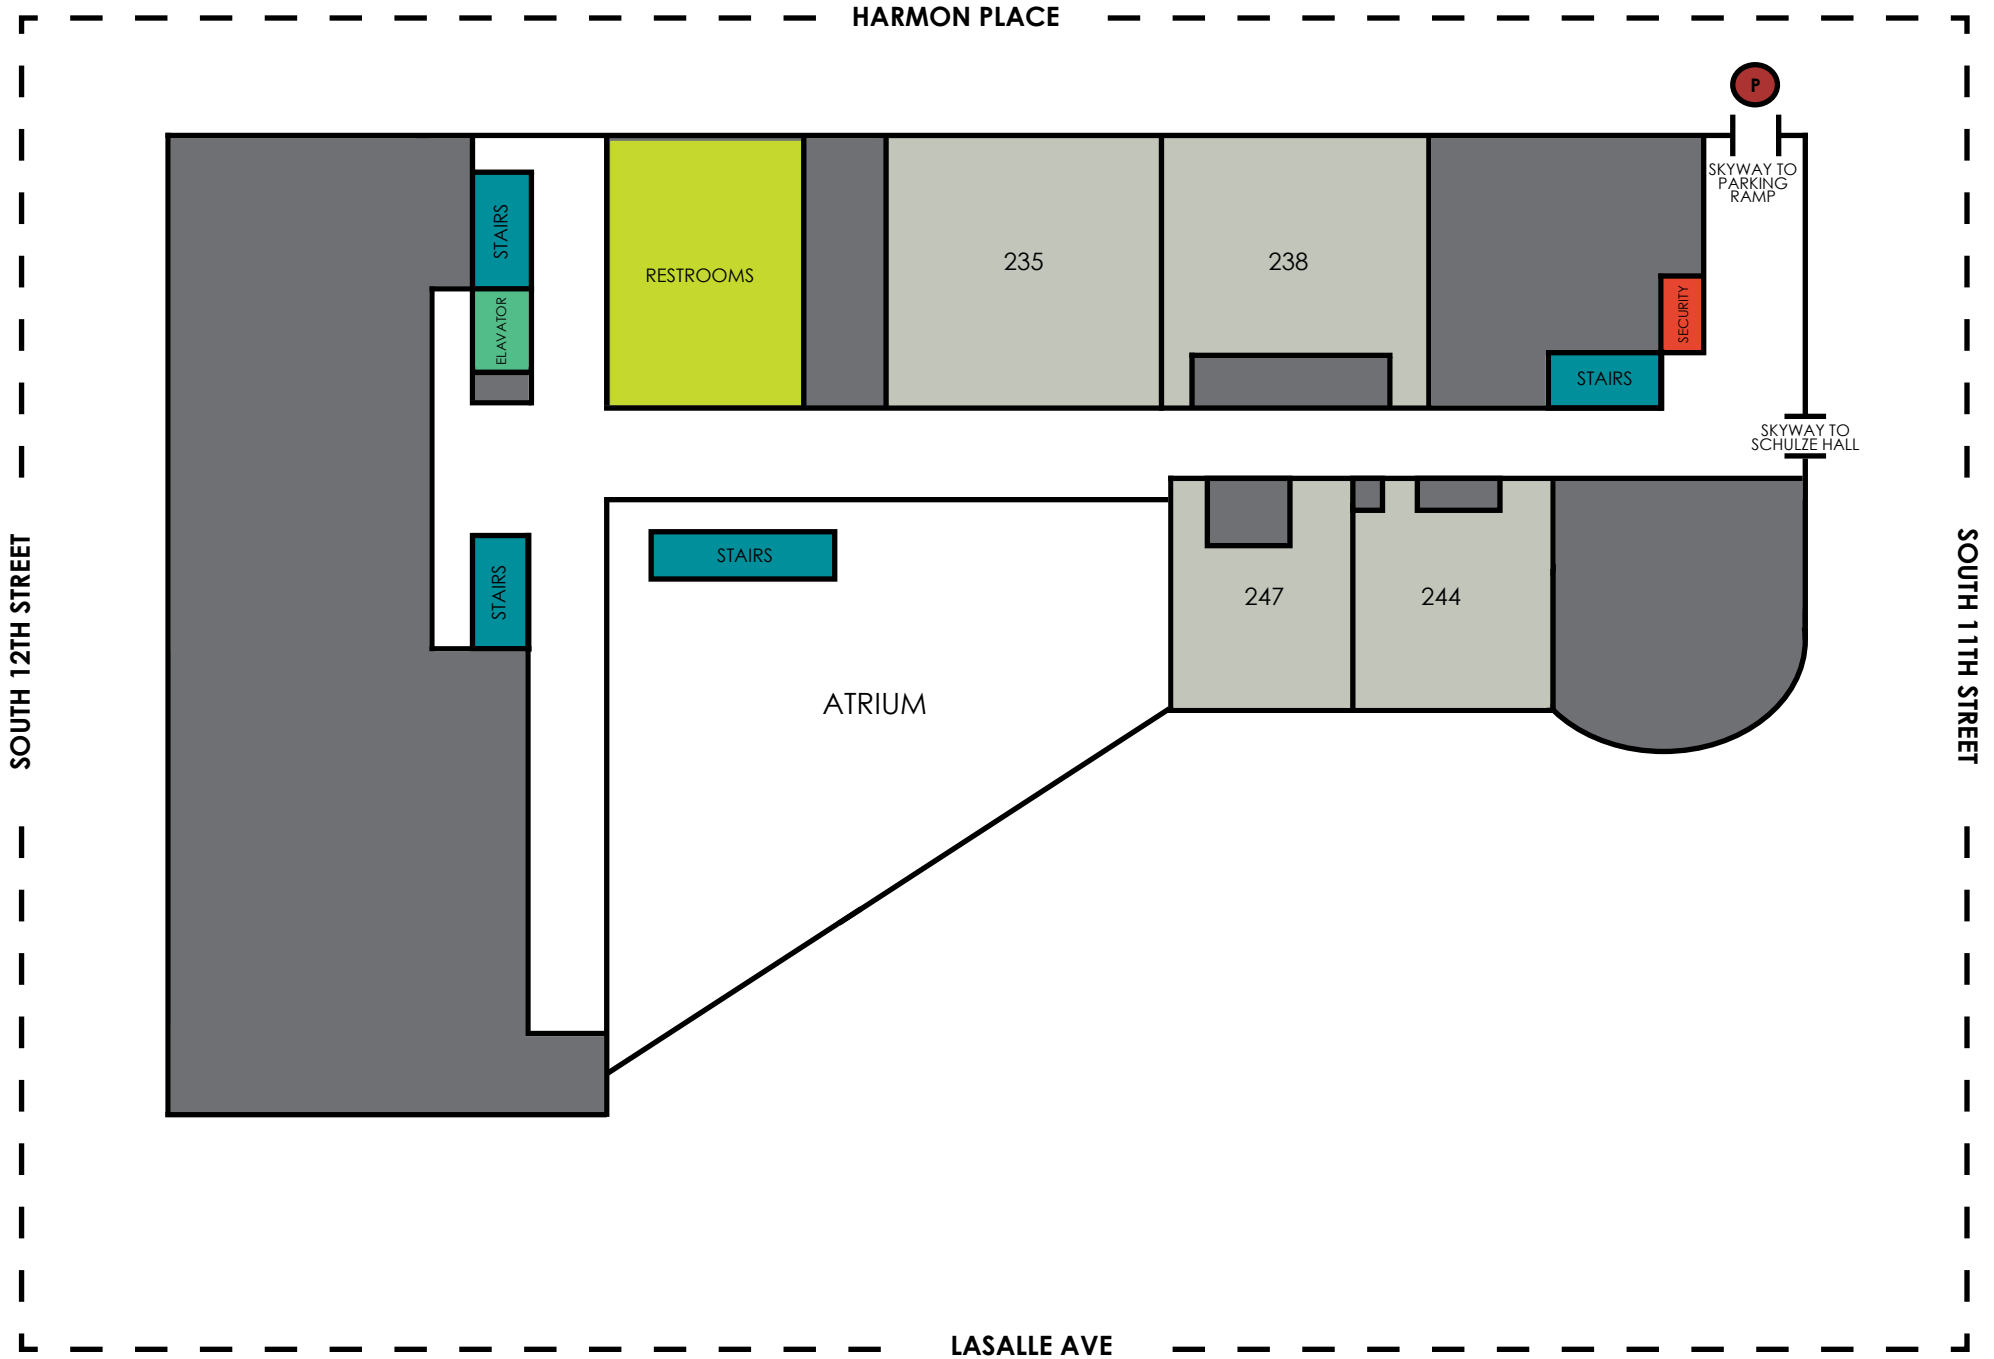 HARMON PLACE
P
SKYWAY TO
PARKING
RAMP
STAIRS
RESTROOMS
235
238
ELAVATOR
SECURITY
STAIRS
SKYWAY TO
SCHULZE HALL
STAIRS
STAIRS
247
244
ATRIUM
SOUTH 12TH STREET
SOUTH 11TH STREET
LASALLE AVE